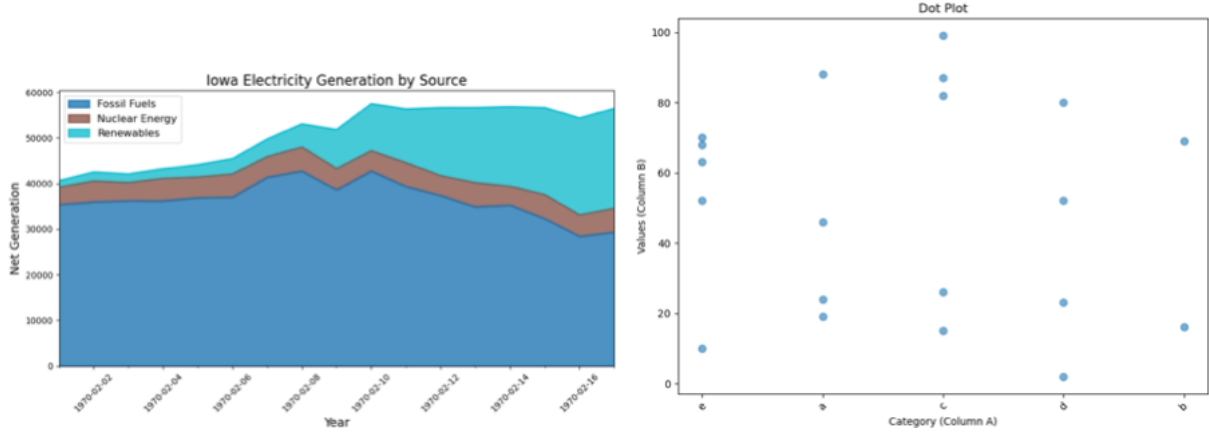 Iowa Electricity Generation by Source
Fossil Fuels
Nuclear Energy
Renewables
60000
50000
40000
30000
20000
10000
0
Net Generation
1970-02-02
1970-02-04
1970-02-06
1970-02-08
1970-02-10
1970-02-12
1970-02-14
1970-02-16
Year
Dot Plot
100
80
60
40
20
0
Values (Column B)
e
a
c
d
b
Category (Column A)